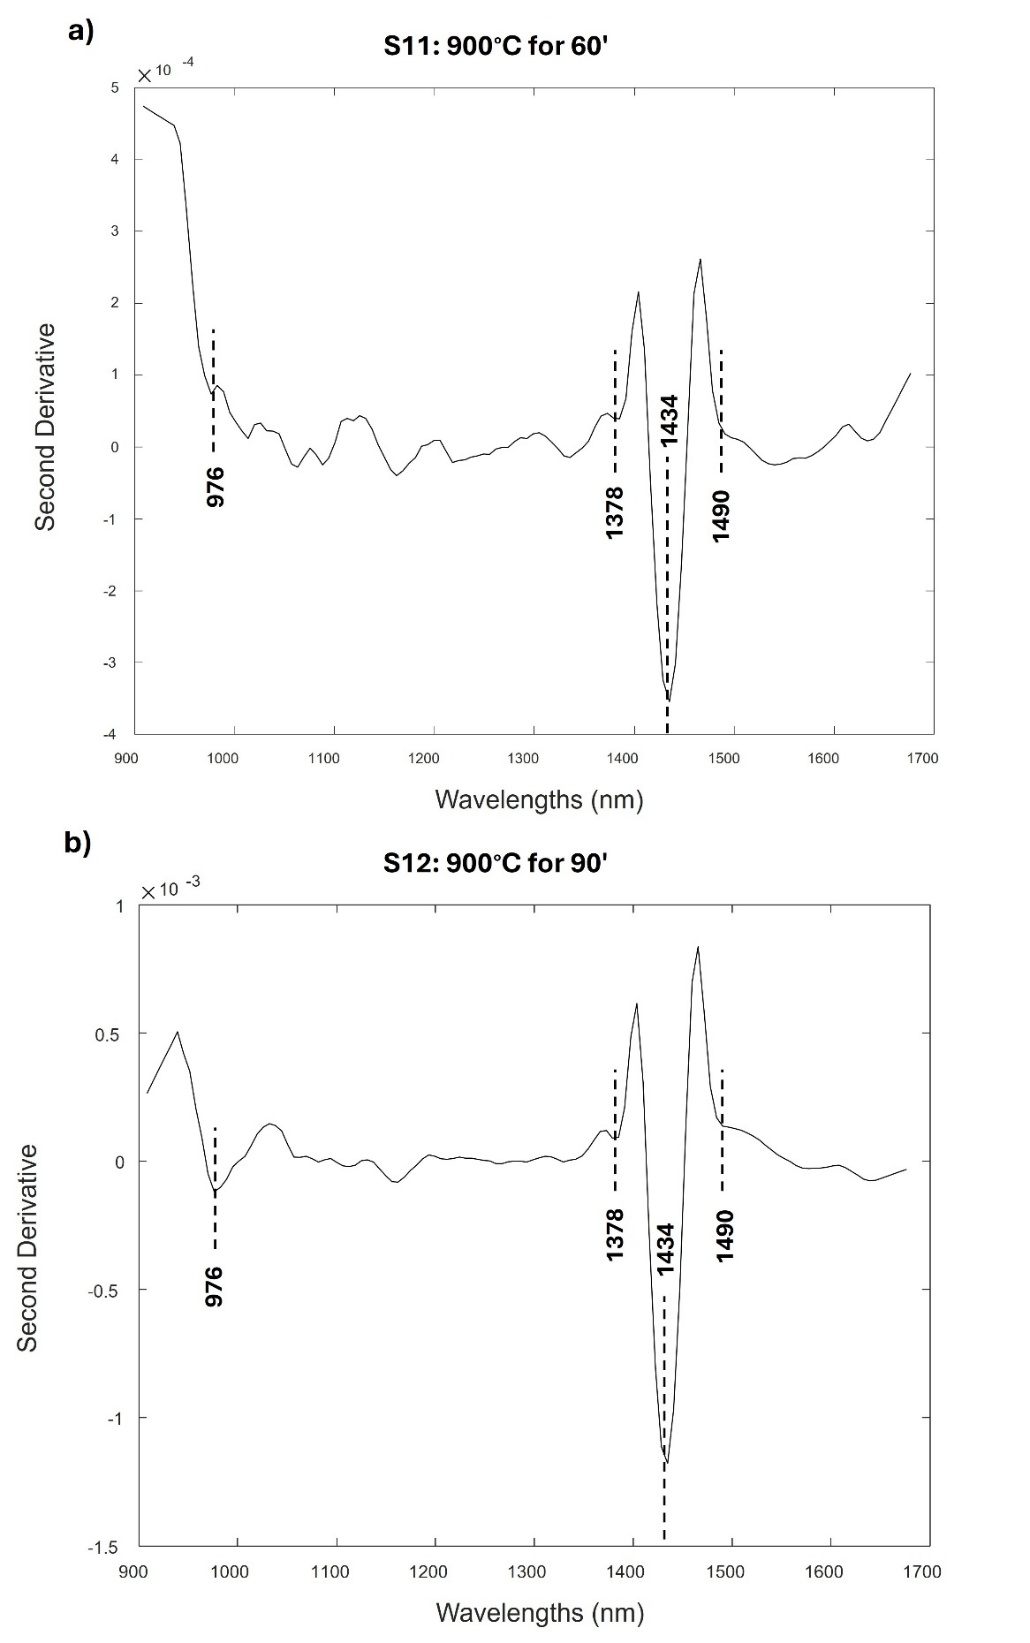 a)
S11: 900°C for 60'
× 10 -4
5
4
3
2
1
0
-1
-2
-3
-4
Second Derivative
976
1378
1434
1490
900 1000 1100 1200 1300 1400 1500 1600 1700
Wavelengths (nm)
b)
S12: 900°C for 90'
× 10 -3
1
0.5
0
-0.5
-1
-1.5
Second Derivative
976
1378
1434
1490
900 1000 1100 1200 1300 1400 1500 1600 1700
Wavelengths (nm)